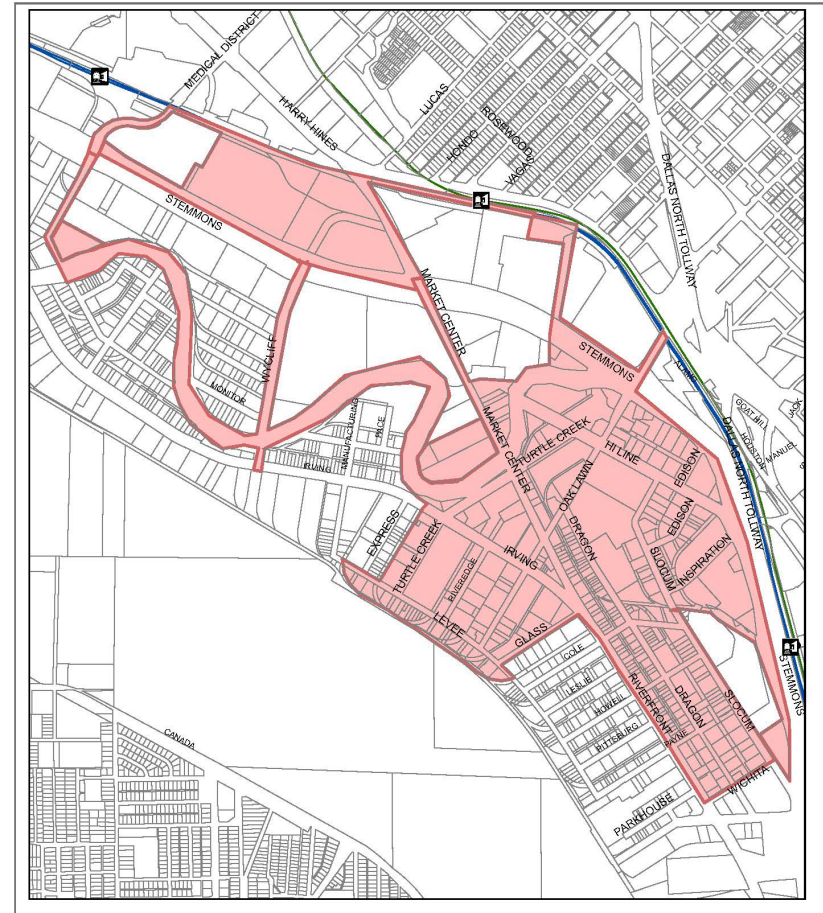 MEDICAL DISTRICT
HARRY HINES
LUCAS
HONDO
ROSEWOOD
VAGAS
DALLAS NORTH TOLLWAY
STEMMONS
MARKET CENTER
WYCLIFF
MONITOR
MANUFACTURING
PACE
IRVING
EXPRESS
STEMMONS
ALAMO
GOAT HILL
HOUSTON
JACK
MANUEL
DALLAS NORTH TOLLWAY
MARKET CENTER
TURTLE CREEK
HI LINE
EDISON
OAK LAWN
EDISON
DRAGON
SLOCUM
INSPIRATION
TURTLE CREEK
RIVEREDGE
IRVING
LEVEE
GLASS
COLE
LESLIE
HOWELL
PITTSBURG
RIVERFRONT
DRAGON
SLOCUM
PAYNE
STEMMONS
WICHITA
PARKHOUSE
CANADA